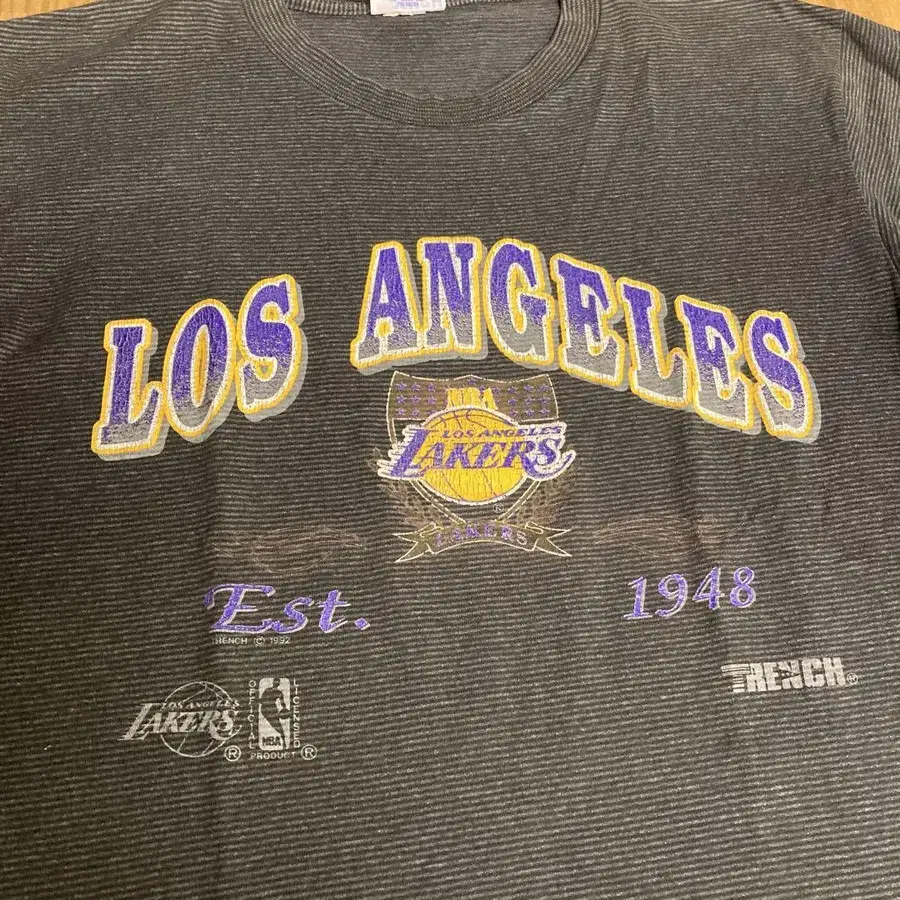 LOS ANGELES
NBA
LOS ANGELES
LAKERS
LAKERS
Est. 1948
TRENCH © 1992
TRENCH®
LOS ANGELES
LAKERS ®
OFFICIAL NBA LICENSED
PRODUCT ®